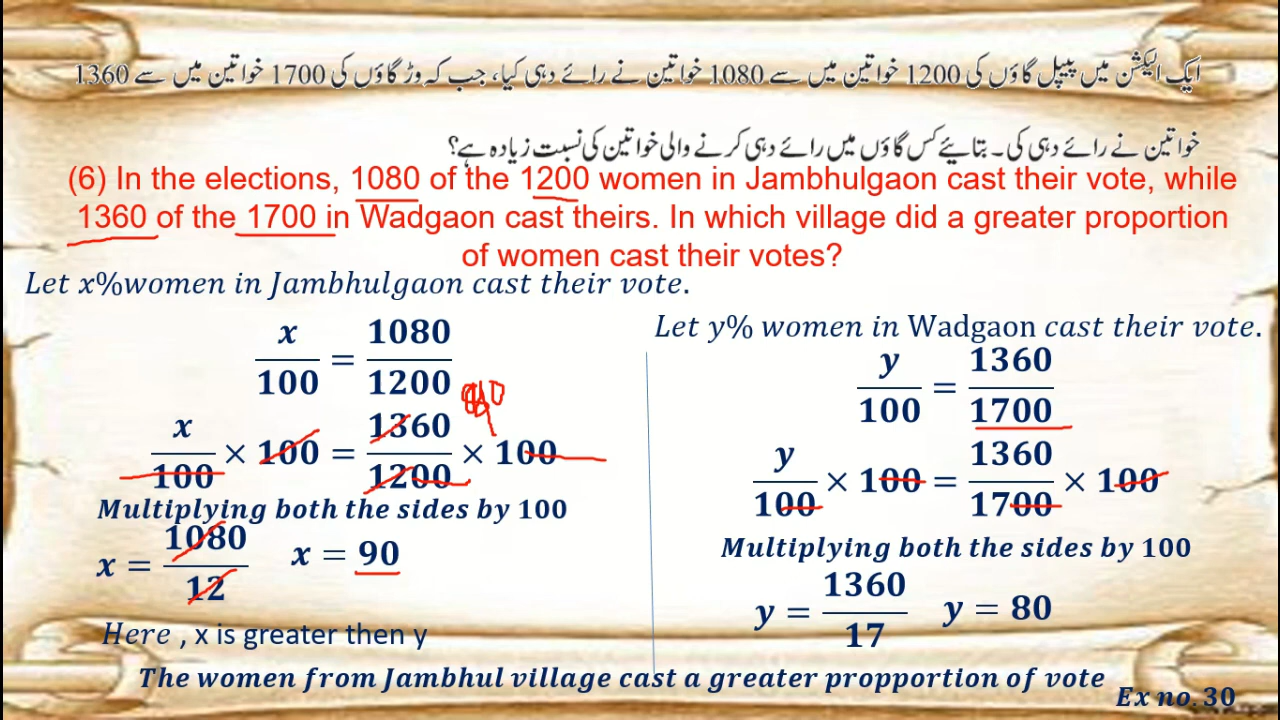 ایک الیکشن میں پیپل گاؤں کی 1200 خواتین میں سے 1080 خواتین نے رائے دہی کیا، جب کہ وڑ گاؤں کی 1700 خواتین میں سے 1360
خواتین نے رائے دہی کی۔ بتائیے کس گاؤں میں رائے دہی کرنے والی خواتین کی نسبت زیادہ ہے؟
(6) In the elections, 1080 of the 1200 women in Jambhulgaon cast their vote, while
1360 of the 1700 in Wadgaon cast theirs. In which village did a greater proportion
of women cast their votes?
Let x%women in Jambhulgaon cast their vote.
x/100 = 1080/1200
x/100 × 100 = 1360/1200 × 100
Multiplying both the sides by 100
x = 1080/12 x = 90
Here , x is greater then y
Let y% women in Wadgaon cast their vote.
y/100 = 1360/1700
y/100 × 100 = 1360/1700 × 100
Multiplying both the sides by 100
y = 1360/17 y = 80
The women from Jambhul village cast a greater propportion of vote
Ex no. 30